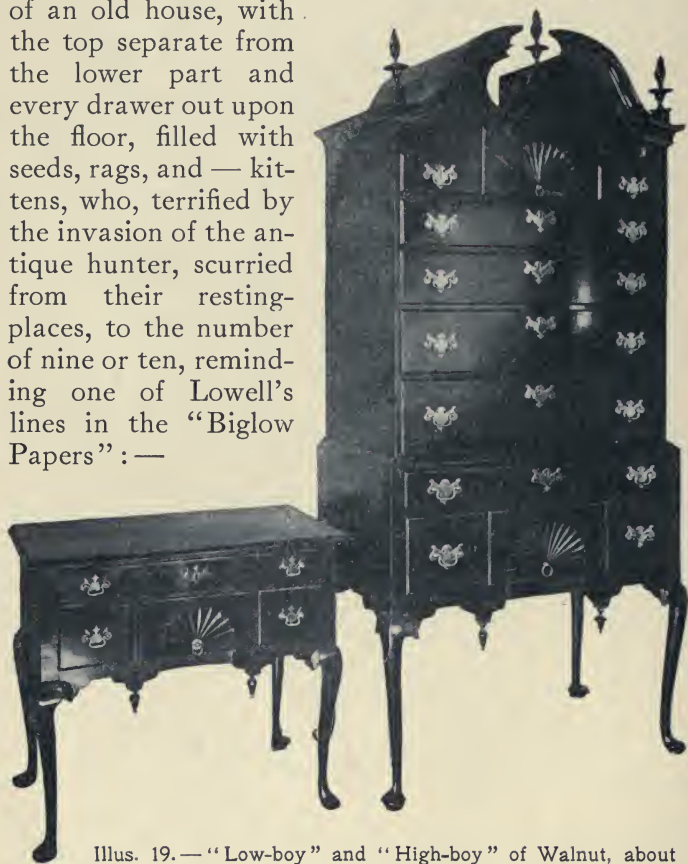 of an old house, with
the top separate from
the lower part and
every drawer out upon
the floor, filled with
seeds, rags, and — kit-
tens, who, terrified by
the invasion of the an-
tique hunter, scurried
from their resting-
places, to the number
of nine or ten, remind-
ing one of Lowell's
lines in the “Biglow
Papers” : —
Illus. 19. — “Low-boy” and “High-boy” of Walnut, about